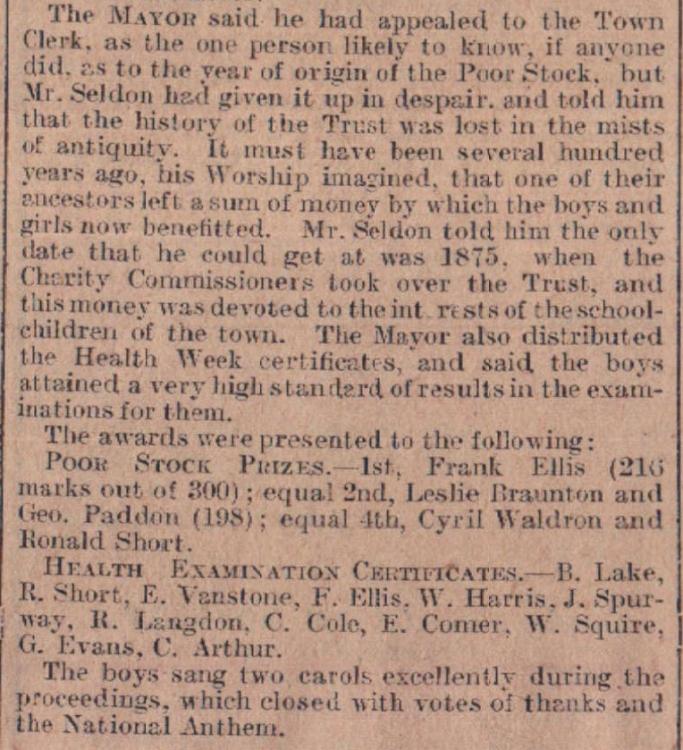 The MAYOR said he had appealed to the Town
Clerk, as the one person likely to know, if anyone
did, as to the year of origin of the Poor Stock, but
Mr. Seldon had given it up in despair, and told him
that the history of the Trust was lost in the mists
of antiquity. It must have been several hundred
years ago, his Worship imagined, that one of their
ancestors left a sum of money by which the boys and
girls now benefitted. Mr. Seldon told him the only
date that he could get at was 1875, when the
Charity Commissioners took over the Trust, and
this money was devoted to the int rests of the school-
children of the town. The Mayor also distributed
the Health Week certificates, and said the boys
attained a very high standard of results in the exam-
inations for them.
The awards were presented to the following:
POOR STOCK PRIZES.—1st, Frank Ellis (216
marks out of 300); equal 2nd, Leslie Braunton and
Geo. Paddon (198); equal 4th, Cyril Waldron and
Ronald Short.
HEALTH EXAMINATION CERTIFICATES.—B. Lake,
R. Short, E. Vanstone, F. Ellis, W. Harris, J. Spur-
way, R. Langdon, C. Cole, E. Comer, W. Squire,
G. Evans, C. Arthur.
The boys sang two carols excellently during the
proceedings, which closed with votes of thanks and
the National Anthem.